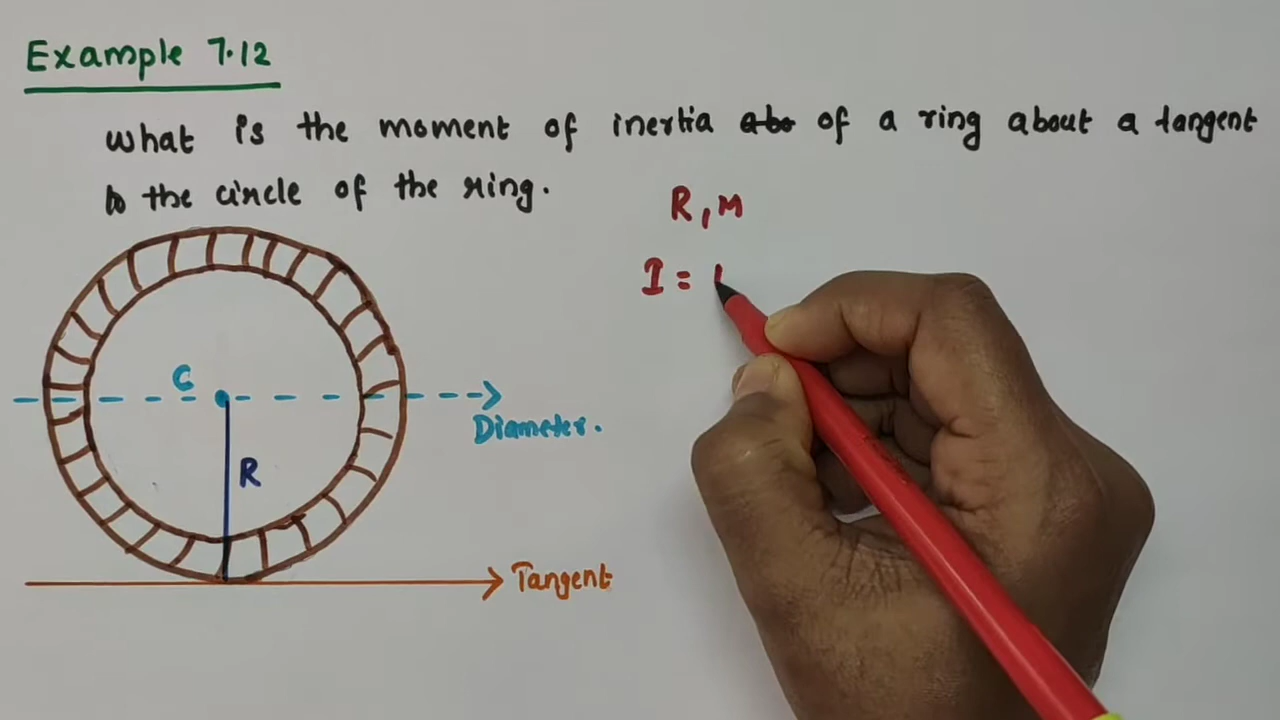 Example 7.12
What is the moment of inertia abo of a ring about a tangent
to the circle of the ring.
R, M
I =
C
Diameter.
R
Tangent